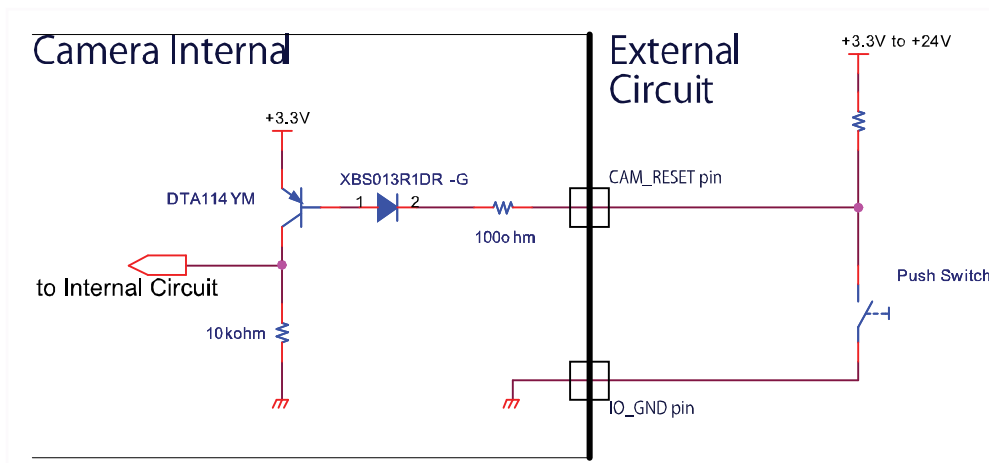 Camera Internal
External
Circuit
+3.3V to +24V
+3.3V
XBS013R1DR -G
CAM_RESET pin
DTA114YM
1
2
100ohm
to Internal Circuit
Push Switch
10kohm
IO_GND pin